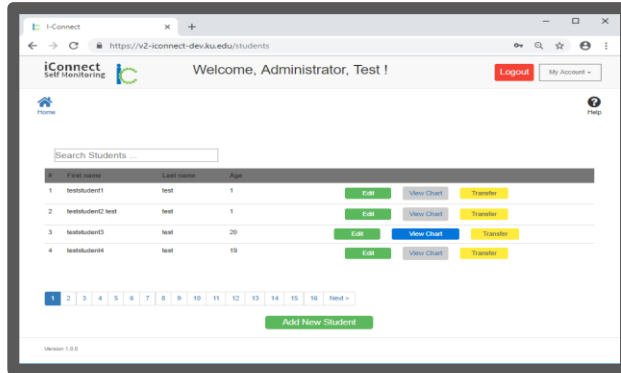 I-Connect
https://v2-iconnect-dev.ku.edu/students
iConnect
Self Monitoring
ic
Welcome, Administrator, Test !
Logout
My Account
Home
Help
Search Students ...
# First name Last name Age
1 teststudent1 test 1 Edit View Chart Transfer
2 teststudent2 test test 1 Edit View Chart Transfer
3 teststudent3 test 20 Edit View Chart Transfer
4 teststudent4 test 19 Edit View Chart Transfer
1 2 3 4 5 6 7 8 9 10 11 12 13 14 15 16 Next »
Add New Student
Version 1.0.0